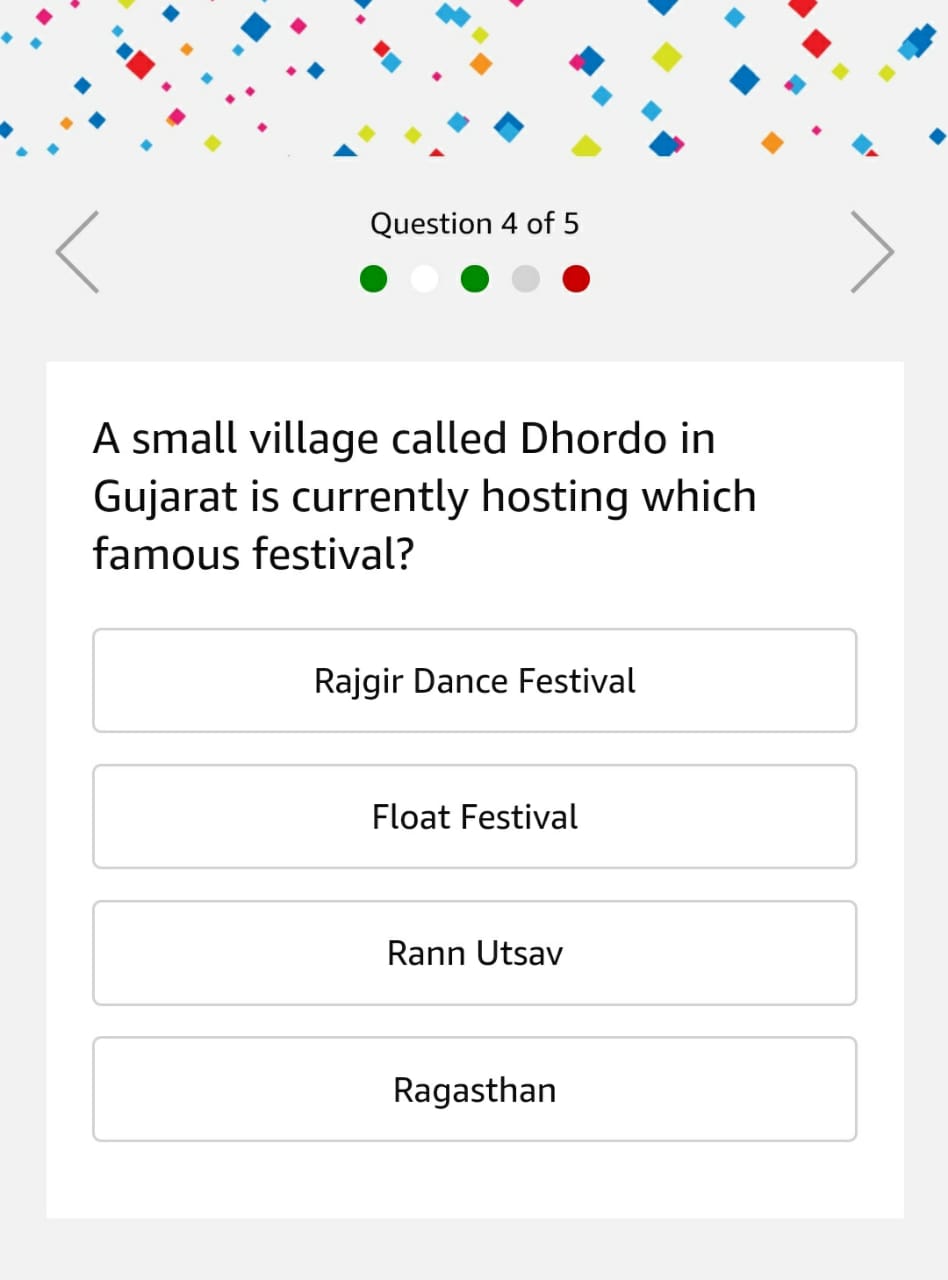 Question 4 of 5
A small village called Dhordo in
Gujarat is currently hosting which
famous festival?
Rajgir Dance Festival
Float Festival
Rann Utsav
Ragasthan